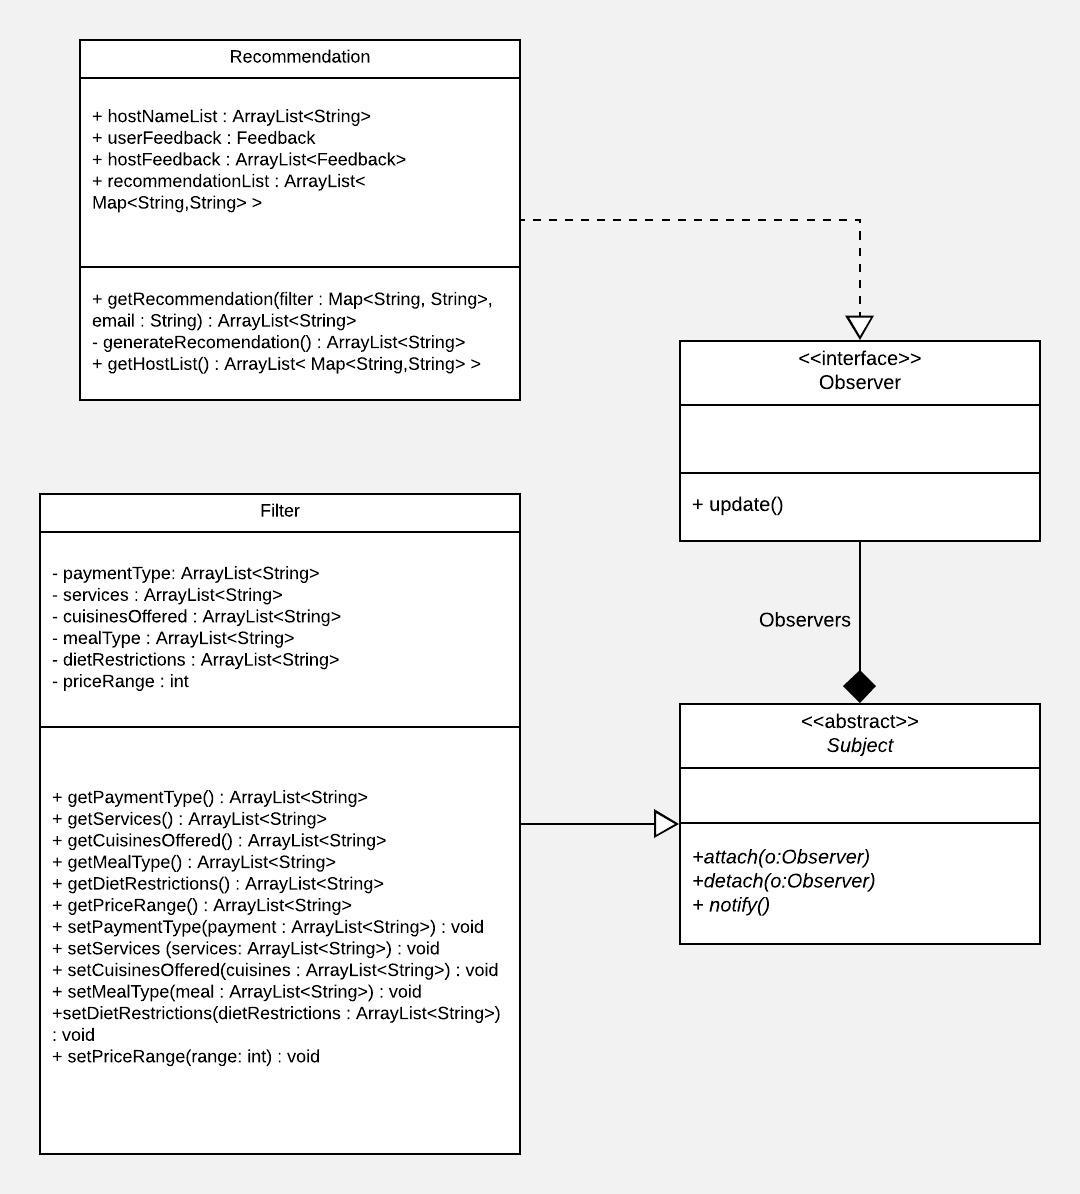 Recommendation
+ hostNameList : ArrayList<String>
+ userFeedback : Feedback
+ hostFeedback : ArrayList<Feedback>
+ recommendationList : ArrayList<
Map<String,String> >
+ getRecommendation(filter : Map<String, String>,
email : String) : ArrayList<String>
- generateRecomendation() : ArrayList<String>
+ getHostList() : ArrayList< Map<String,String> >
<<interface>>
Observer
+ update()
Observers
Filter
- paymentType: ArrayList<String>
- services : ArrayList<String>
- cuisinesOffered : ArrayList<String>
- mealType : ArrayList<String>
- dietRestrictions : ArrayList<String>
- priceRange : int
+ getPaymentType() : ArrayList<String>
+ getServices() : ArrayList<String>
+ getCuisinesOffered() : ArrayList<String>
+ getMealType() : ArrayList<String>
+ getDietRestrictions() : ArrayList<String>
+ getPriceRange() : ArrayList<String>
+ setPaymentType(payment : ArrayList<String>) : void
+ setServices (services: ArrayList<String>) : void
+ setCuisinesOffered(cuisines : ArrayList<String>) : void
+ setMealType(meal : ArrayList<String>) : void
+setDietRestrictions(dietRestrictions : ArrayList<String>)
: void
+ setPriceRange(range: int) : void
<<abstract>>
Subject
+attach(o:Observer)
+detach(o:Observer)
+ notify()